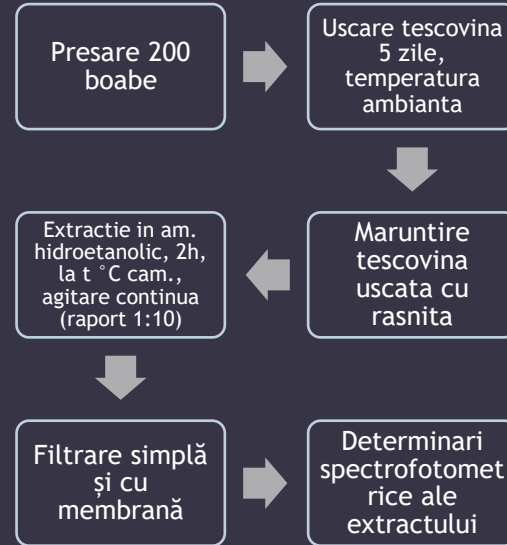 Presare 200
boabe
Uscare tescovina
5 zile,
temperatura
ambianta
Maruntire
tescovina
uscata cu
rasnita
Extractie in am.
hidroetanolic, 2h,
la t °C cam.,
agitare continua
(raport 1:10)
Filtrare simplă
și cu
membrană
Determinari
spectrofotomet
rice ale
extractului